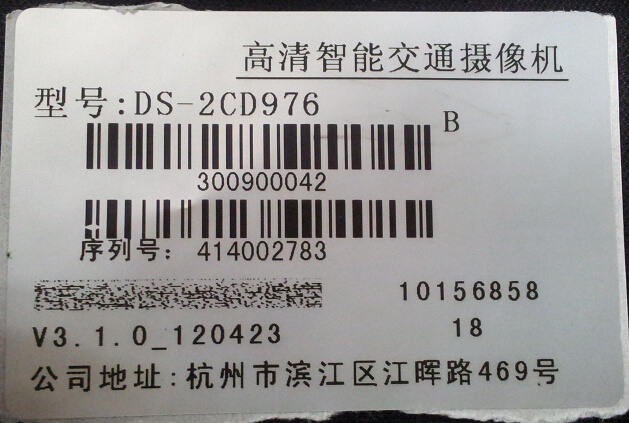 高清智能交通摄像机
型号:DS-2CD976
B
300900042
序列号: 414002783
10156858
V3.1.0_120423
18
公司地址:杭州市滨江区江晖路469号